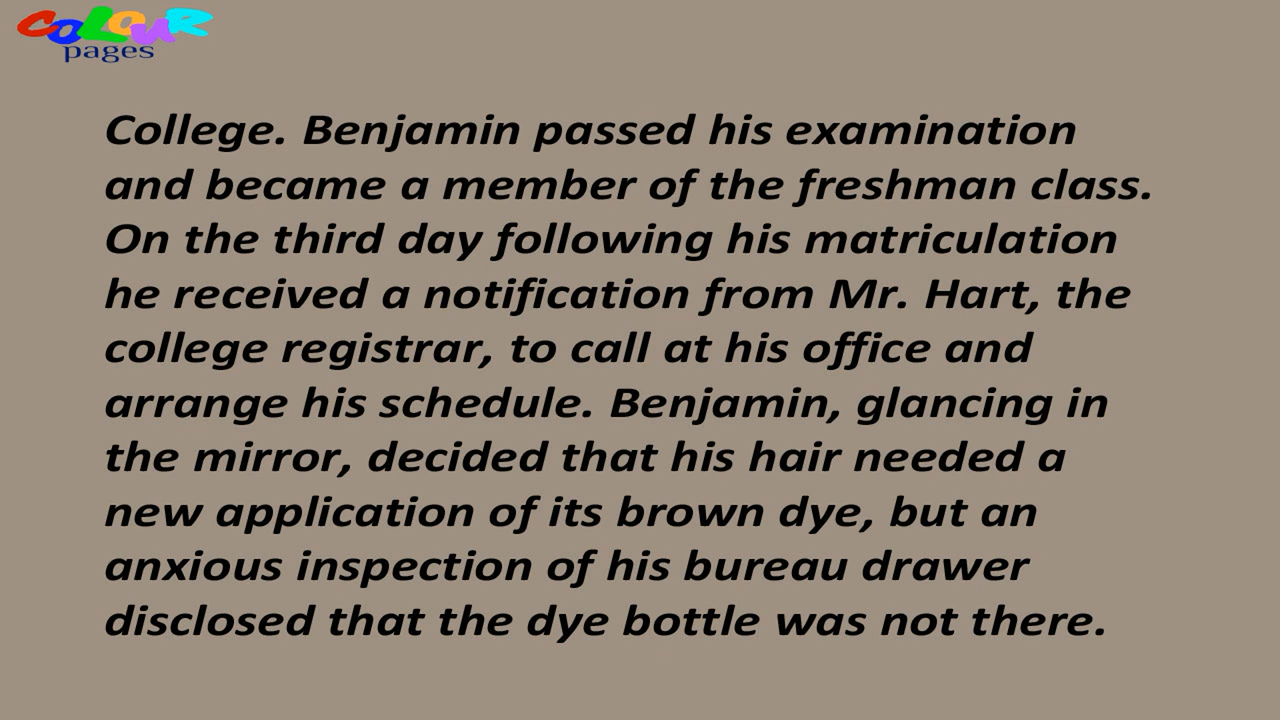 COLOUR
pages
College. Benjamin passed his examination
and became a member of the freshman class.
On the third day following his matriculation
he received a notification from Mr. Hart, the
college registrar, to call at his office and
arrange his schedule. Benjamin, glancing in
the mirror, decided that his hair needed a
new application of its brown dye, but an
anxious inspection of his bureau drawer
disclosed that the dye bottle was not there.